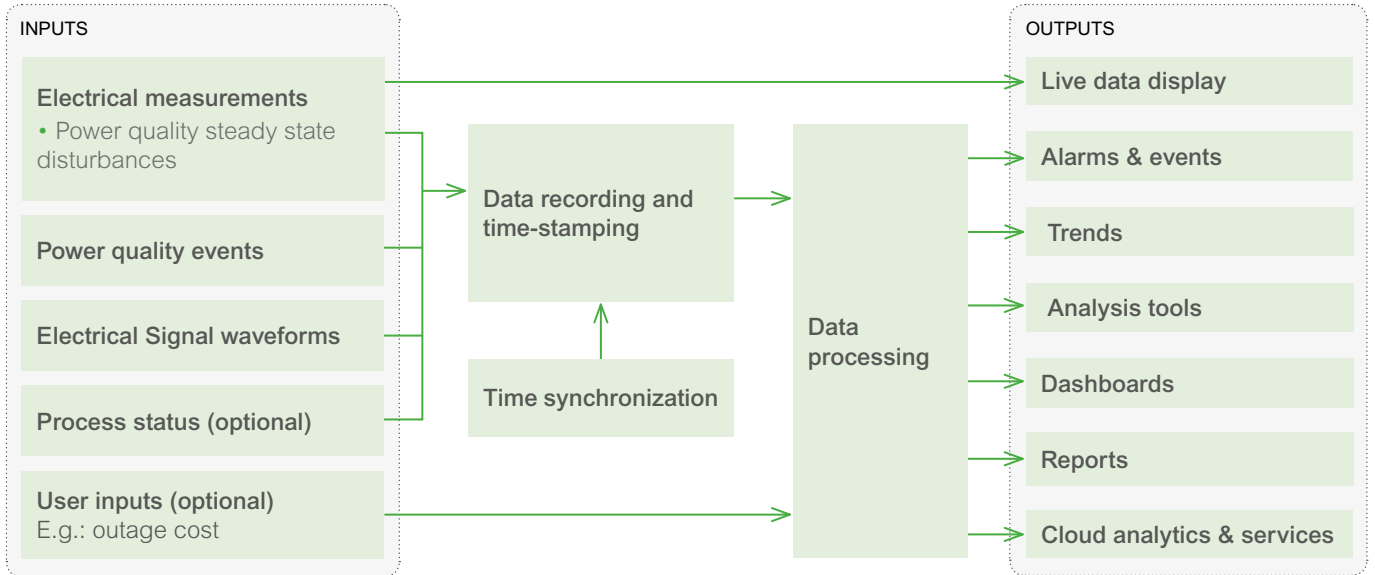 INPUTS
Electrical measurements
• Power quality steady state
disturbances
Power quality events
Electrical Signal waveforms
Process status (optional)
User inputs (optional)
E.g.: outage cost
Data recording and
time-stamping
Time synchronization
Data
processing
OUTPUTS
Live data display
Alarms & events
Trends
Analysis tools
Dashboards
Reports
Cloud analytics & services